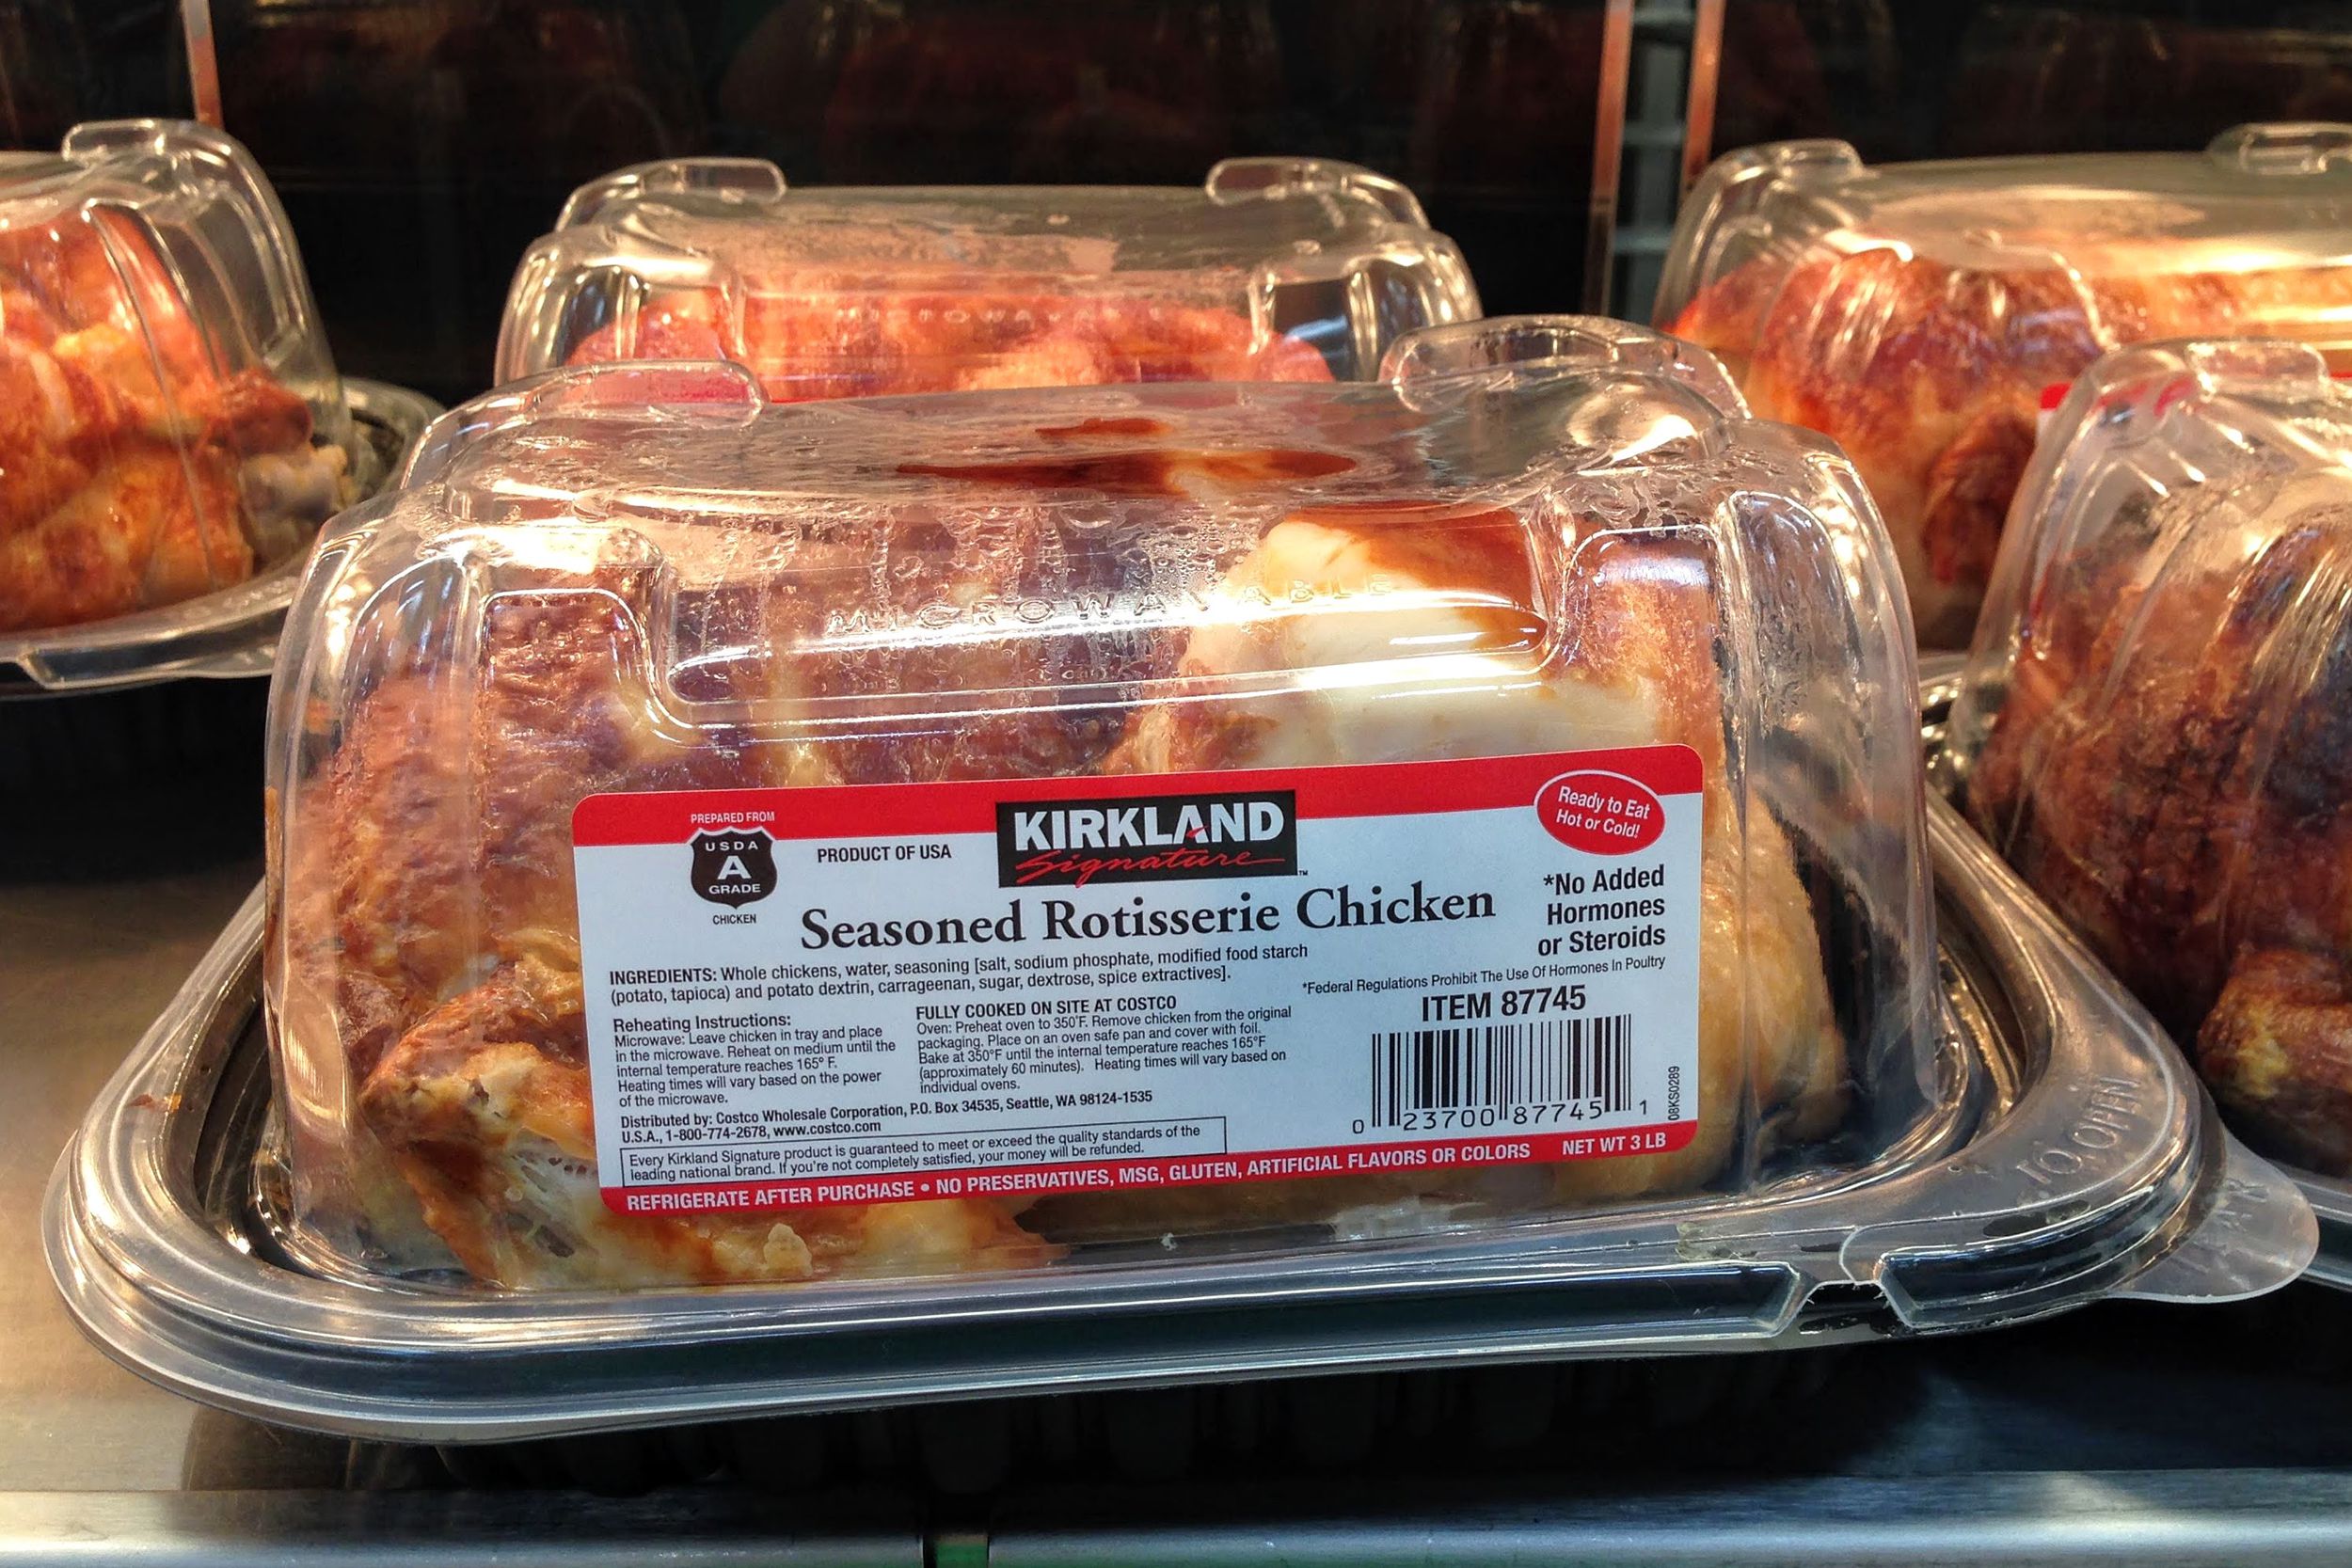 MICROWAVABLE
MICROWAVABLE
PREPARED FROM
USDA
A
GRADE
CHICKEN
PRODUCT OF USA
KIRKLAND
Signature™
Ready to Eat
Hot or Cold!
Seasoned Rotisserie Chicken
*No Added
Hormones
or Steroids
*Federal Regulations Prohibit The Use Of Hormones In Poultry
INGREDIENTS: Whole chickens, water, seasoning [salt, sodium phosphate, modified food starch
(potato, tapioca) and potato dextrin, carrageenan, sugar, dextrose, spice extractives].
Reheating Instructions:
Microwave: Leave chicken in tray and place
in the microwave. Reheat on medium until the
internal temperature reaches 165° F.
Heating times will vary based on the power
of the microwave.
FULLY COOKED ON SITE AT COSTCO
Oven: Preheat oven to 350°F. Remove chicken from the original
packaging. Place on an oven safe pan and cover with foil.
Bake at 350°F until the internal temperature reaches 165°F
(approximately 60 minutes). Heating times will vary based on
individual ovens.
ITEM 87745
0 23700 87745 1
08KS0289
Distributed by: Costco Wholesale Corporation, P.O. Box 34535, Seattle, WA 98124-1535
U.S.A., 1-800-774-2678, www.costco.com
Every Kirkland Signature product is guaranteed to meet or exceed the quality standards of the
leading national brand. If you're not completely satisfied, your money will be refunded.
REFRIGERATE AFTER PURCHASE • NO PRESERVATIVES, MSG, GLUTEN, ARTIFICIAL FLAVORS OR COLORS
NET WT 3 LB
TO OPEN